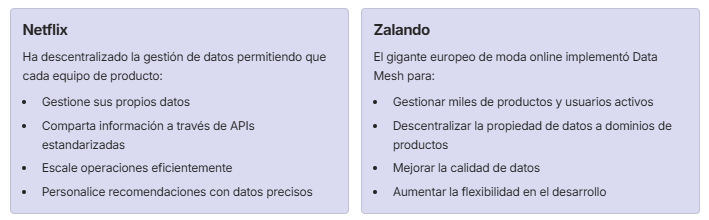 Netflix
Ha descentralizado la gestión de datos permitiendo que
cada equipo de producto:
• Gestione sus propios datos
• Comparta información a través de APIs
estandarizadas
• Escale operaciones eficientemente
• Personalice recomendaciones con datos precisos
Zalando
El gigante europeo de moda online implementó Data
Mesh para:
• Gestionar miles de productos y usuarios activos
• Descentralizar la propiedad de datos a dominios de
productos
• Mejorar la calidad de datos
• Aumentar la flexibilidad en el desarrollo